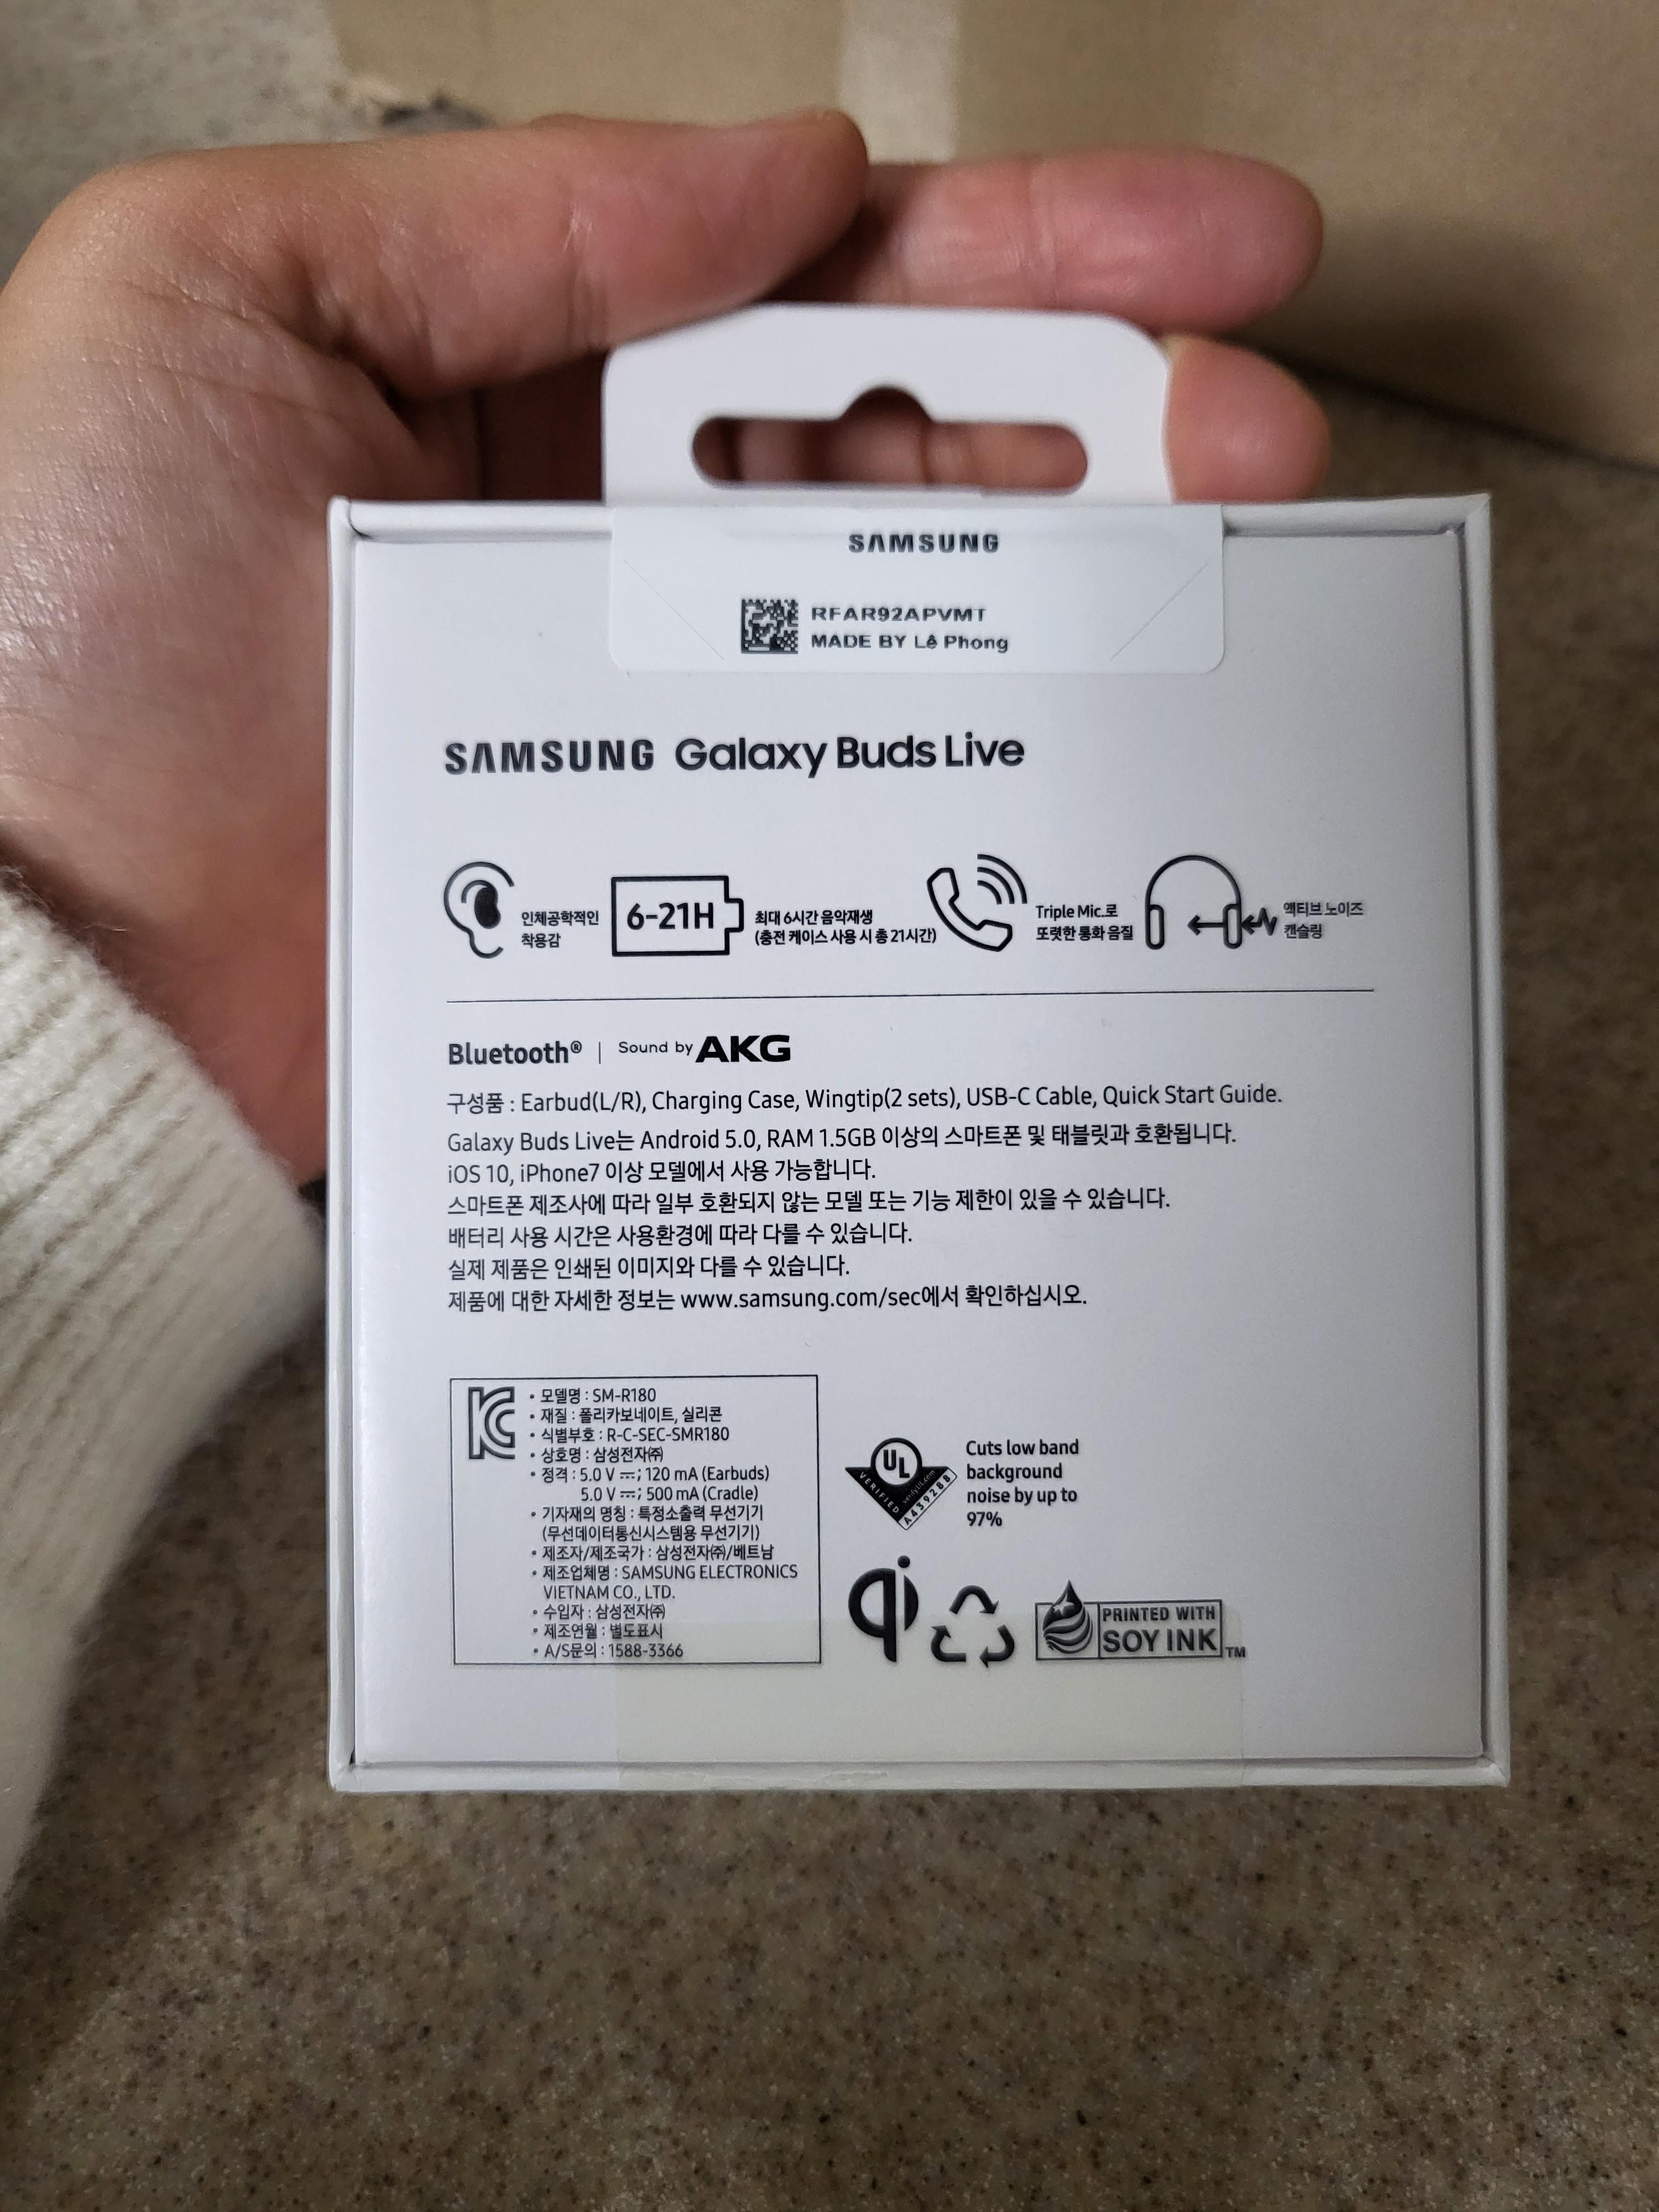 SAMSUNG
RFAR92APVMT
MADE BY Lê Phong
SAMSUNG Galaxy Buds Live
인체공학적인
착용감
6-21H
최대 6시간 음악재생
(충전 케이스 사용 시 총 21시간)
Triple Mic.로
또렷한 통화 음질
액티브 노이즈
캔슬링
Bluetooth® | Sound by AKG
구성품 : Earbud(L/R), Charging Case, Wingtip(2 sets), USB-C Cable, Quick Start Guide.
Galaxy Buds Live는 Android 5.0, RAM 1.5GB 이상의 스마트폰 및 태블릿과 호환됩니다.
iOS 10, iPhone7 이상 모델에서 사용 가능합니다.
스마트폰 제조사에 따라 일부 호환되지 않는 모델 또는 기능 제한이 있을 수 있습니다.
배터리 사용 시간은 사용환경에 따라 다를 수 있습니다.
실제 제품은 인쇄된 이미지와 다를 수 있습니다.
제품에 대한 자세한 정보는 www.samsung.com/sec에서 확인하십시오.
• 모델명 : SM-R180
• 재질 : 폴리카보네이트, 실리콘
• 식별부호 : R-C-SEC-SMR180
• 상호명 : 삼성전자㈜
• 정격 : 5.0 V ⎓; 120 mA (Earbuds)
5.0 V ⎓; 500 mA (Cradle)
• 기자재의 명칭 : 특정소출력 무선기기
(무선데이터통신시스템용 무선기기)
• 제조자/제조국가 : 삼성전자㈜/베트남
• 제조업체명 : SAMSUNG ELECTRONICS
VIETNAM CO., LTD.
• 수입자 : 삼성전자㈜
• 제조연월 : 별도표시
• A/S문의 : 1588-3366
UL
VERIFIED
verify.UL.com
A439288
Cuts low band
background
noise by up to
97%
qi
PRINTED WITH
SOY INK TM